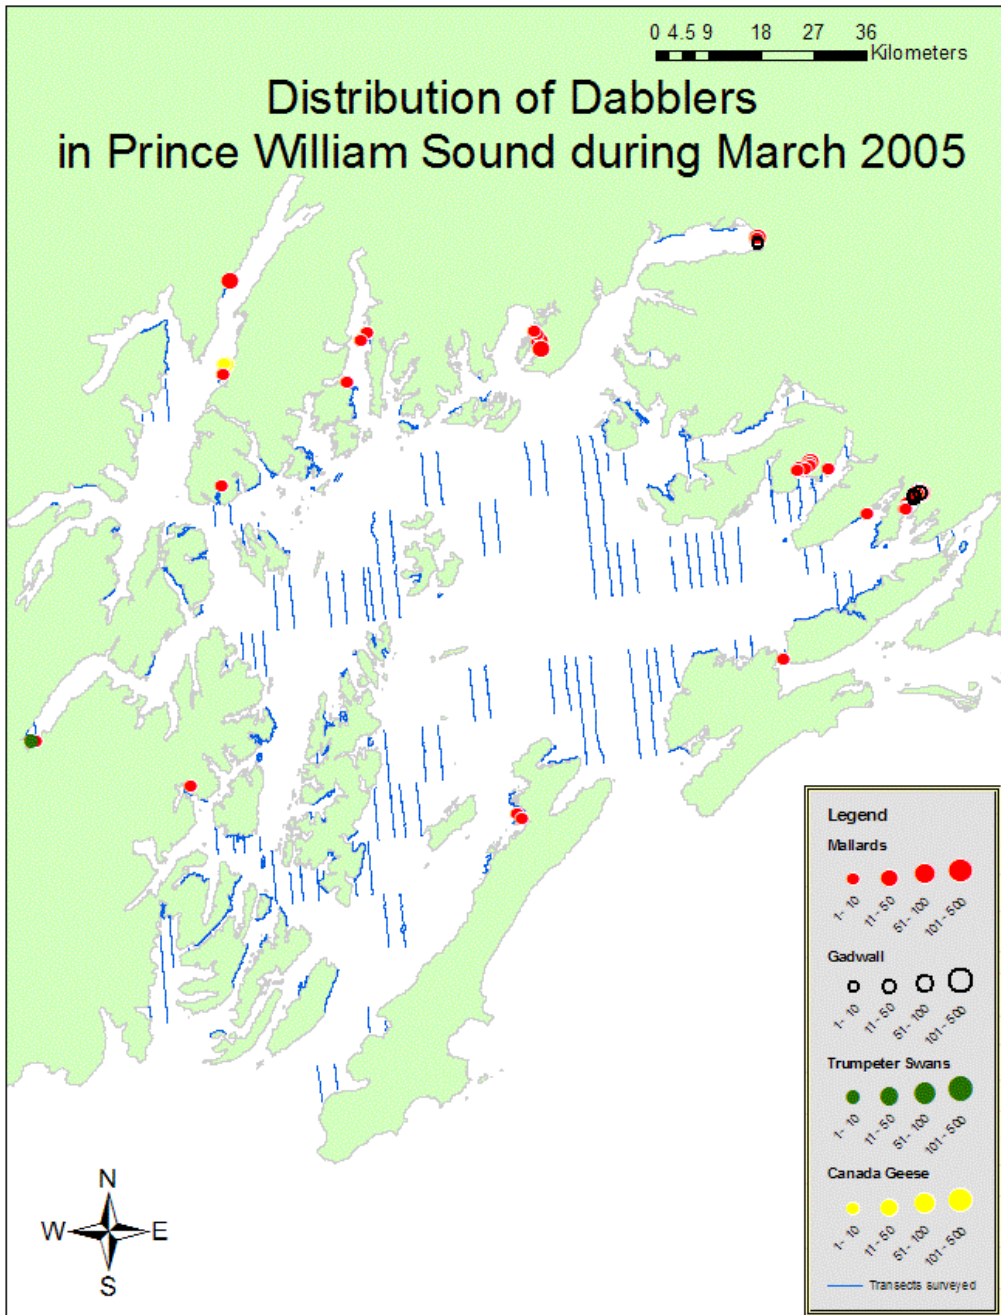 0 4.5 9 18 27 36
Kilometers
Distribution of Dabblers
in Prince William Sound during March 2005
Legend
Mallards
1- 10 11 - 50 51 - 100 101 - 500
Gadwall
1- 10 11 - 50 51 - 100 101 - 500
Trumpeter Swans
1- 10 11 - 50 51 - 100 101 - 500
Canada Geese
1- 10 11 - 50 51 - 100 101 - 500
Transects surveyed
N
W E
S